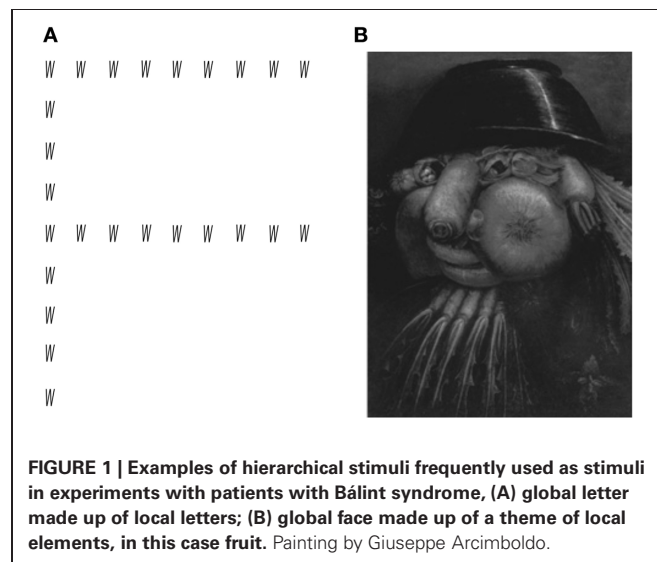 A
B
W W W W W W W W W
W
W
W
W W W W W W W W W
W
W
W
W
FIGURE 1 | Examples of hierarchical stimuli frequently used as stimuli
in experiments with patients with Bálint syndrome, (A) global letter
made up of local letters; (B) global face made up of a theme of local
elements, in this case fruit. Painting by Giuseppe Arcimboldo.